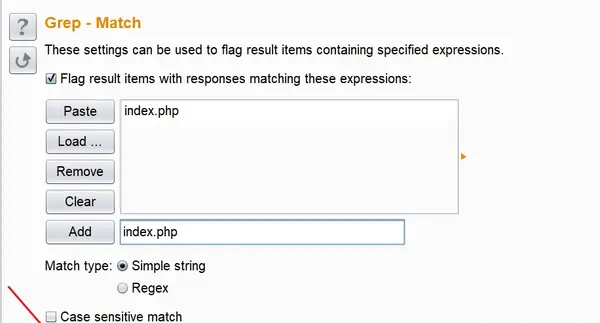 ?
Grep - Match
These settings can be used to flag result items containing specified expressions.
Flag result items with responses matching these expressions:
Paste
index.php
Load ...
Remove
Clear
Add
index.php
Match type:
Simple string
Regex
Case sensitive match